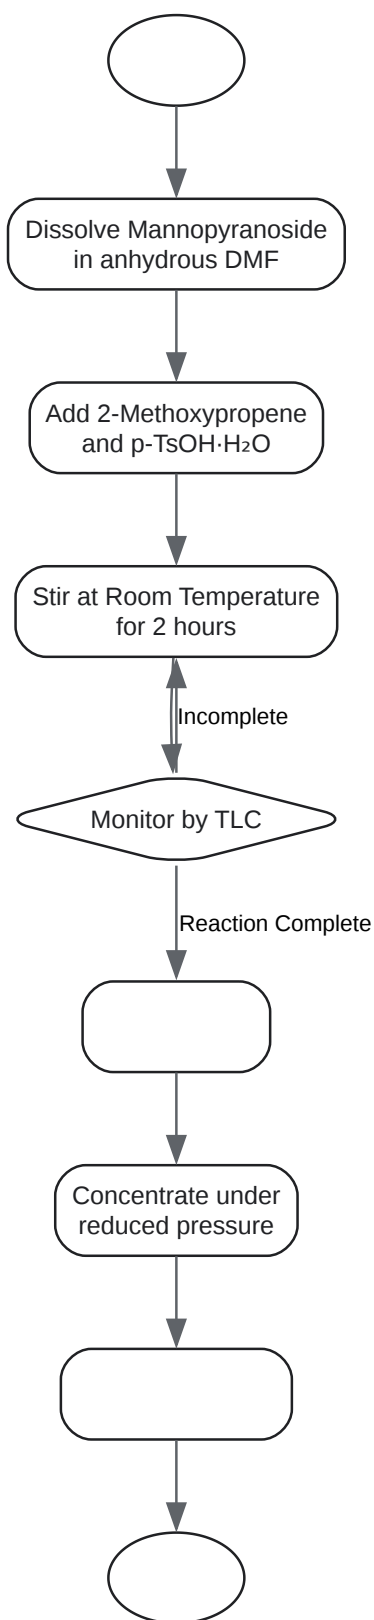 Dissolve Mannopyranoside
in anhydrous DMF
Add 2-Methoxypropene
and p-TsOH·H₂O
Stir at Room Temperature
for 2 hours
Incomplete
Monitor by TLC
Reaction Complete
Concentrate under
reduced pressure